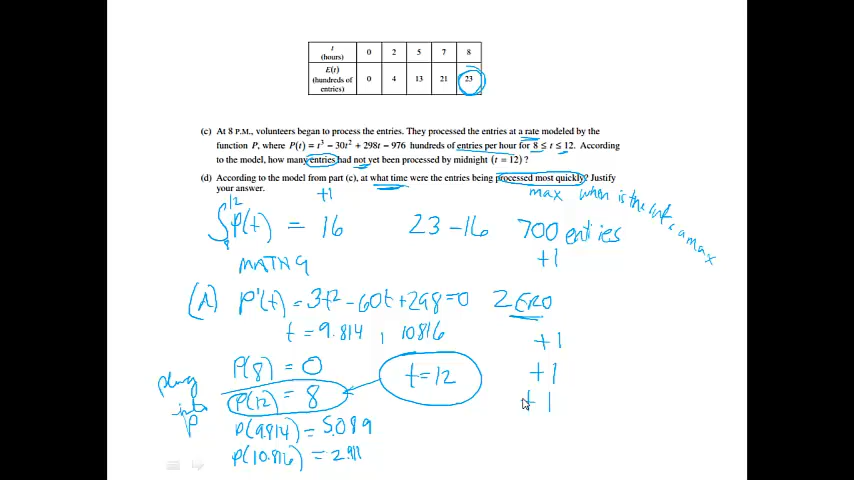 t (hours) 0 2 5 7 8
E(t) (hundreds of entries) 0 4 13 21 23
(c) At 8 P.M., volunteers began to process the entries. They processed the entries at a rate modeled by the
function P, where P(t) = t³ − 30t² + 298t − 976 hundreds of entries per hour for 8 ≤ t ≤ 12. According
to the model, how many entries had not yet been processed by midnight (t = 12) ?
(d) According to the model from part (c), at what time were the entries being processed most quickly? Justify
your answer.
+1
max when is the
a max
∫₈¹² P(t) = 16 23 − 16 700 entries
MATH 9 +1
P'(t) = 3t² − 60t + 298 = 0 ZERO
t = 9.814 , 10.816 +1
P(8) = 0 t = 12 +1
plug into P
P(12) = 8 +1
P(9.814) = 5.089
P(10.816) = 2.911